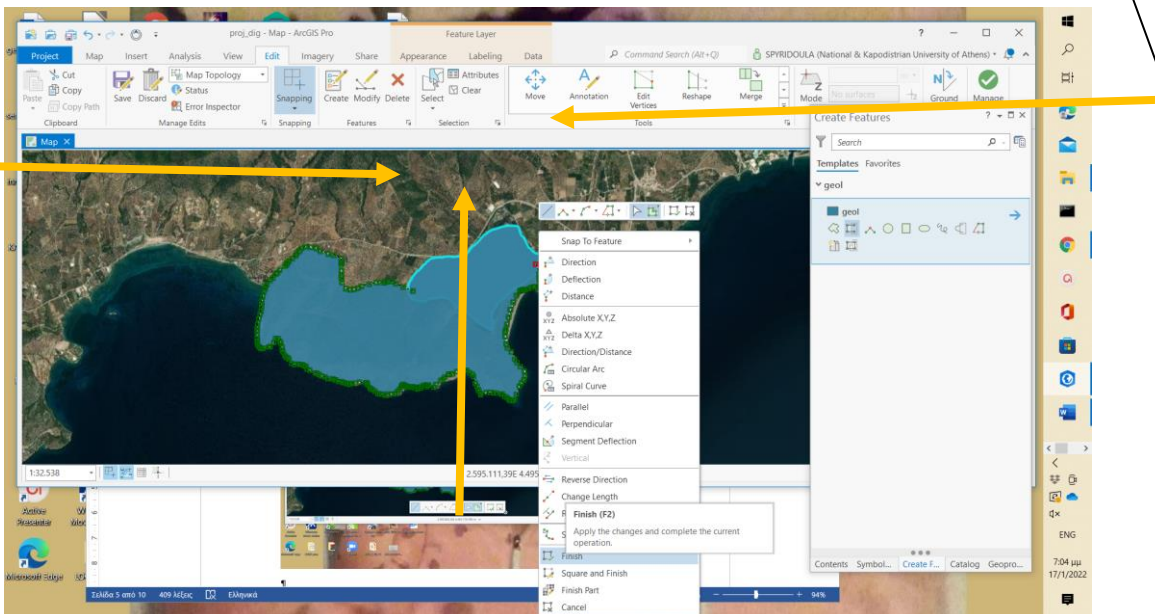 proj_dig - Map - ArcGIS Pro
Feature Layer
? — X
Project Map Insert Analysis View Edit Imagery Share Appearance Labeling Data
Command Search (Alt+Q)
SPYRIDOULA (National & Kapodistrian University of Athens)
Paste
Cut
Copy
Copy Path
Clipboard
Save Discard
Map Topology
Status
Error Inspector
Manage Edits
Snapping
Snapping
Create Modify Delete
Features
Select
Attributes
Clear
Selection
Move Annotation Edit Vertices Reshape Merge
Tools
Mode
No surfaces
Ground
Manage
Map X
Create Features
Search
Templates Favorites
geol
geol
Snap To Feature
Direction
Deflection
Distance
Absolute X,Y,Z
Delta X,Y,Z
Direction/Distance
Circular Arc
Spiral Curve
Parallel
Perpendicular
Segment Deflection
Vertical
Reverse Direction
Change Length
Finish (F2)
Apply the changes and complete the current
operation.
Finish
Square and Finish
Finish Part
Cancel
1:32.538
2.595.111,39E 4.495
Contents Symbol... Create F... Catalog Geopro...
Active
Presenter
Microsoft Edge
Σελίδα 5 από 10 409 λέξεις Ελληνικά
94%
ENG
7:04 μμ
17/1/2022